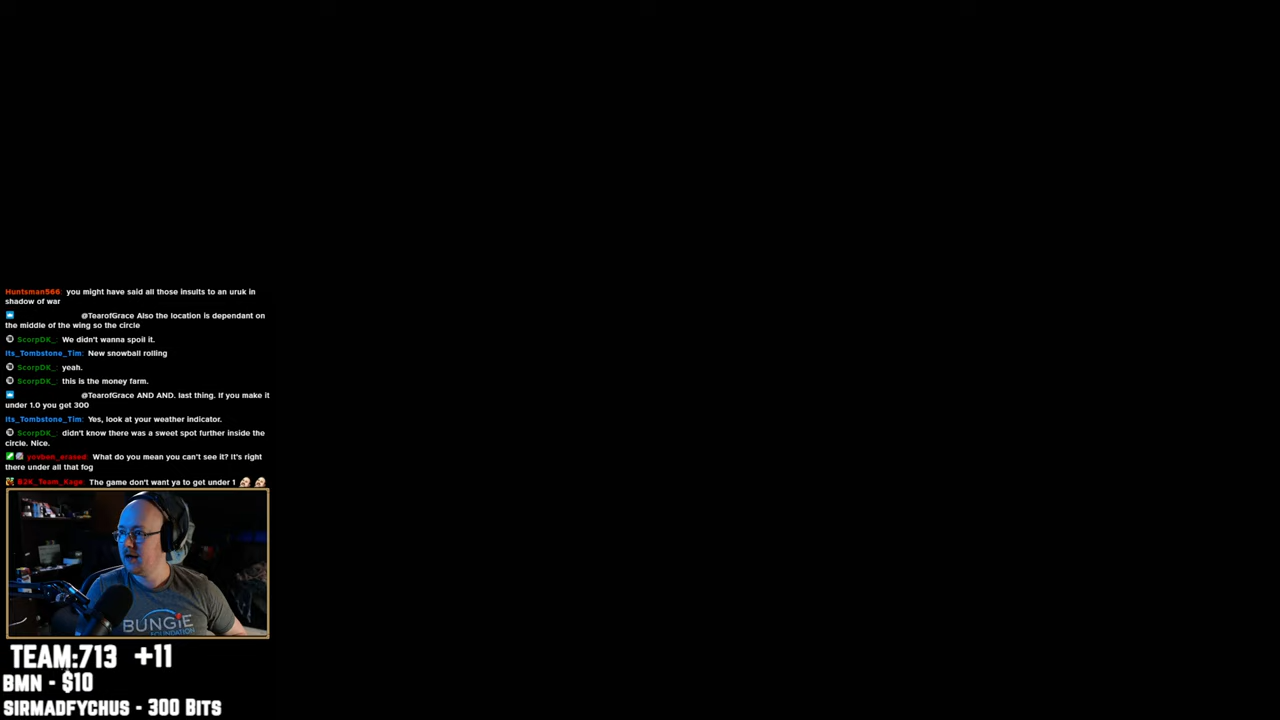 Huntsman566: you might have said all those insults to an uruk in
shadow of war
@TearofGrace Also the location is dependant on
the middle of the wing so the circle
ScorpDK_: We didn't wanna spoil it.
Its_Tombstone_Tim: New snowball rolling
ScorpDK_: yeah.
ScorpDK_: this is the money farm.
@TearofGrace AND AND. last thing. If you make it
under 1.0 you get 300
Its_Tombstone_Tim: Yes, look at your weather indicator.
ScorpDK_: didn't know there was a sweet spot further inside the
circle. Nice.
What do you mean you can't see it? It's right
there under all that fog
B2K_Team_Kage: The game don't want ya to get under 1
BUNGIE
FOUNDATION
TEAM:713 +11
BMN - $10
SIRMADFYCHUS - 300 BITS